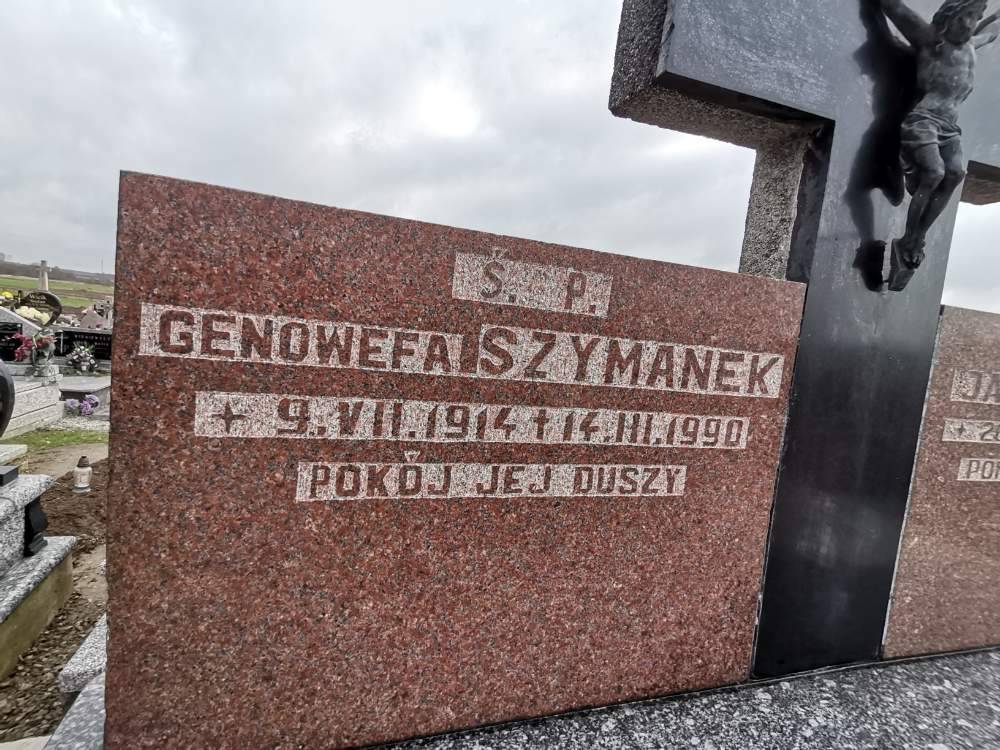 Ś. P.
GENOWEFA SZYMANEK
✦ 9.VII.1914 ✝ 14.III.1990
POKÓJ JEJ DUSZY